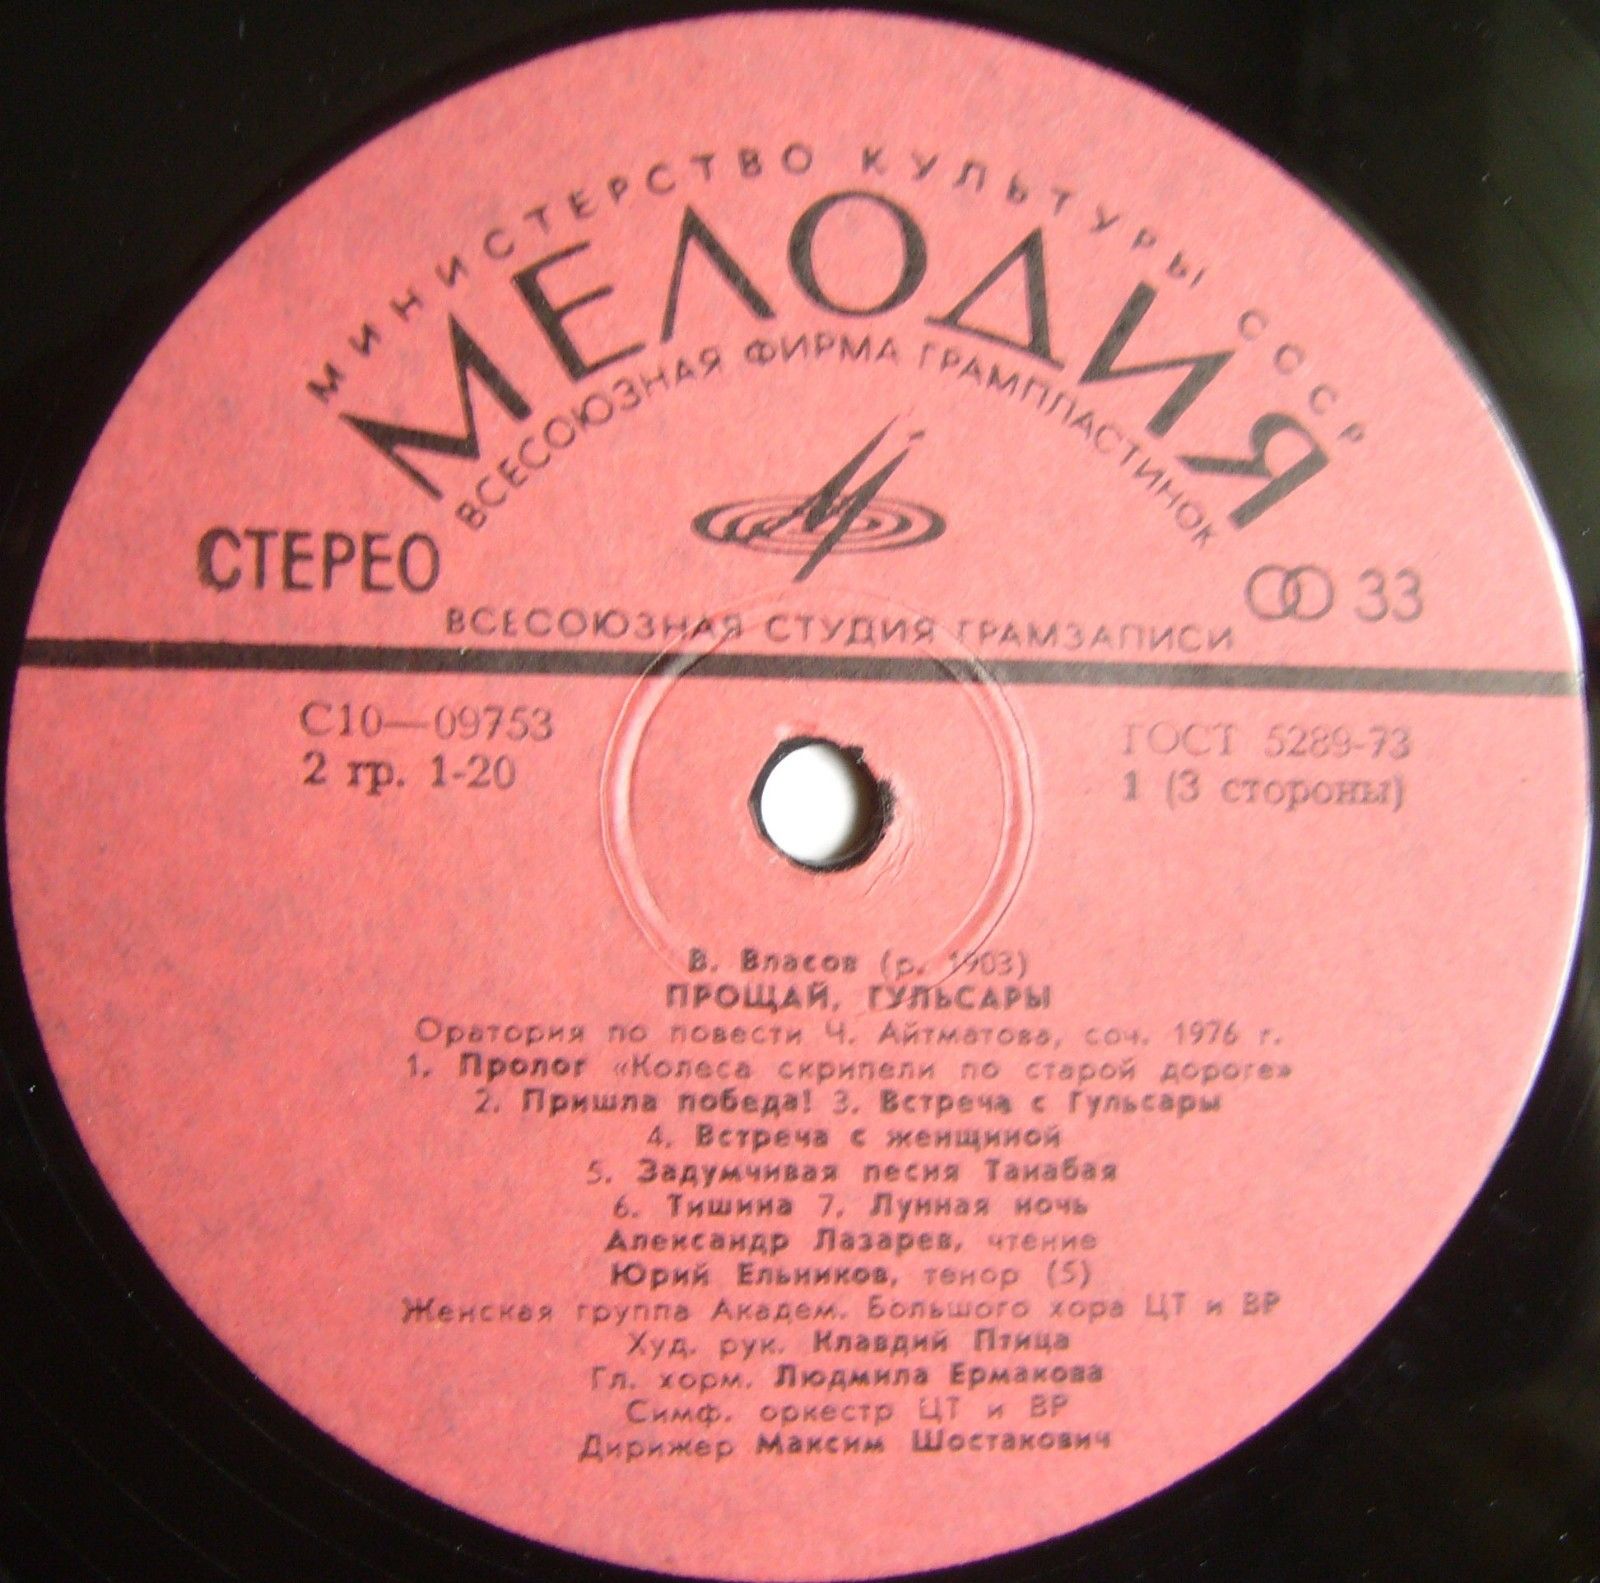 МИНИСТЕРСТВО КУЛЬТУРЫ СССР
МЕЛОДИЯ
ВСЕСОЮЗНАЯ ФИРМА ГРАМПЛАСТИНОК
СТЕРЕО
33
ВСЕСОЮЗНАЯ СТУДИЯ ГРАМЗАПИСИ
С10—09753
ГОСТ 5289-73
2 гр. 1-20
1 (3 стороны)
В. Власов (р. 1903)
ПРОЩАЙ, ГУЛЬСАРЫ
Оратория по повести Ч. Айтматова, соч. 1976 г.
1. Пролог «Колеса скрипели по старой дороге»
2. Пришла победа! 3. Встреча с Гульсары
4. Встреча с женщиной
5. Задумчивая песня Танабая
6. Тишина 7. Лунная ночь
Александр Лазарев, чтение
Юрий Ельников, тенор (5)
Женская группа Академ. Большого хора ЦТ и ВР
Худ. рук. Клавдий Птица
Гл. хорм. Людмила Ермакова
Симф. оркестр ЦТ и ВР
Дирижер Максим Шостакович